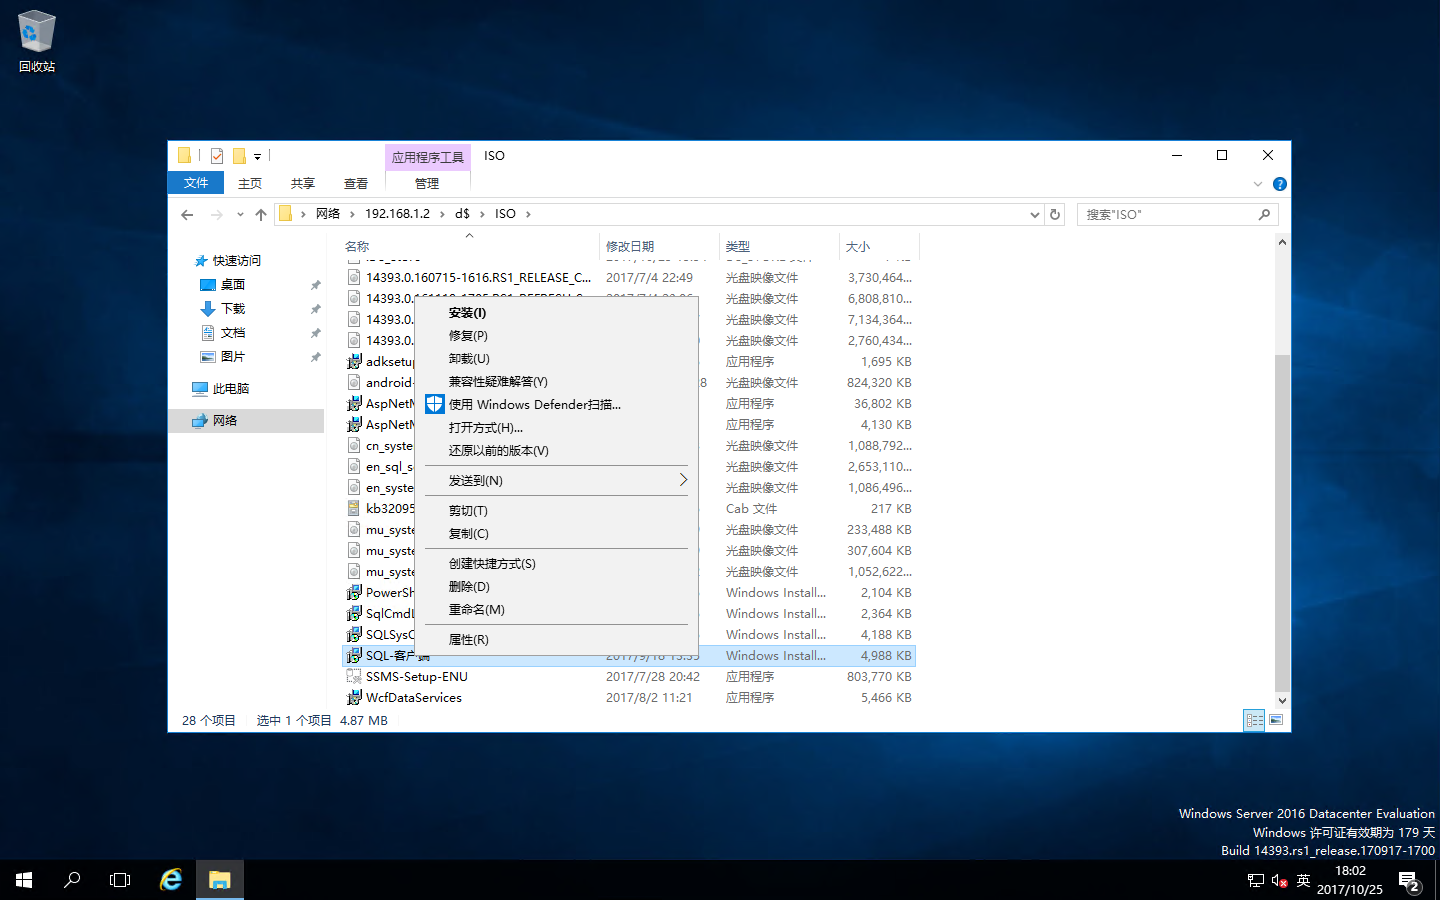 回收站
应用程序工具
ISO
文件
主页
共享
查看
管理
网络
192.168.1.2
d$
ISO
搜索"ISO"
快速访问
桌面
下载
文档
图片
此电脑
网络
名称
修改日期
类型
大小
14393.0.160715-1616.RS1_RELEASE_C... 2017/7/4 22:49 光盘映像文件 3,730,464...
14393.0. 光盘映像文件 6,808,810...
14393.0. 光盘映像文件 7,134,364...
14393.0. 光盘映像文件 2,760,434...
adksetup 应用程序 1,695 KB
android- 光盘映像文件 824,320 KB
AspNetM 应用程序 36,802 KB
AspNetM 应用程序 4,130 KB
cn_syste 光盘映像文件 1,088,792...
en_sql_s 光盘映像文件 2,653,110...
en_syste 光盘映像文件 1,086,496...
kb32095 Cab 文件 217 KB
mu_syste 光盘映像文件 233,488 KB
mu_syste 光盘映像文件 307,604 KB
mu_syste 光盘映像文件 1,052,622...
PowerSh Windows Install... 2,104 KB
SqlCmdL Windows Install... 2,364 KB
SQLSysC Windows Install... 4,188 KB
SQL-客户端 Windows Install... 4,988 KB
SSMS-Setup-ENU 2017/7/28 20:42 应用程序 803,770 KB
WcfDataServices 2017/8/2 11:21 应用程序 5,466 KB
安装(I)
修复(P)
卸载(U)
兼容性疑难解答(Y)
使用 Windows Defender扫描...
打开方式(H)...
还原以前的版本(V)
发送到(N)
剪切(T)
复制(C)
创建快捷方式(S)
删除(D)
重命名(M)
属性(R)
28 个项目 选中 1 个项目 4.87 MB
Windows Server 2016 Datacenter Evaluation
Windows 许可证有效期为 179 天
Build 14393.rs1_release.170917-1700
英
18:02
2017/10/25
2